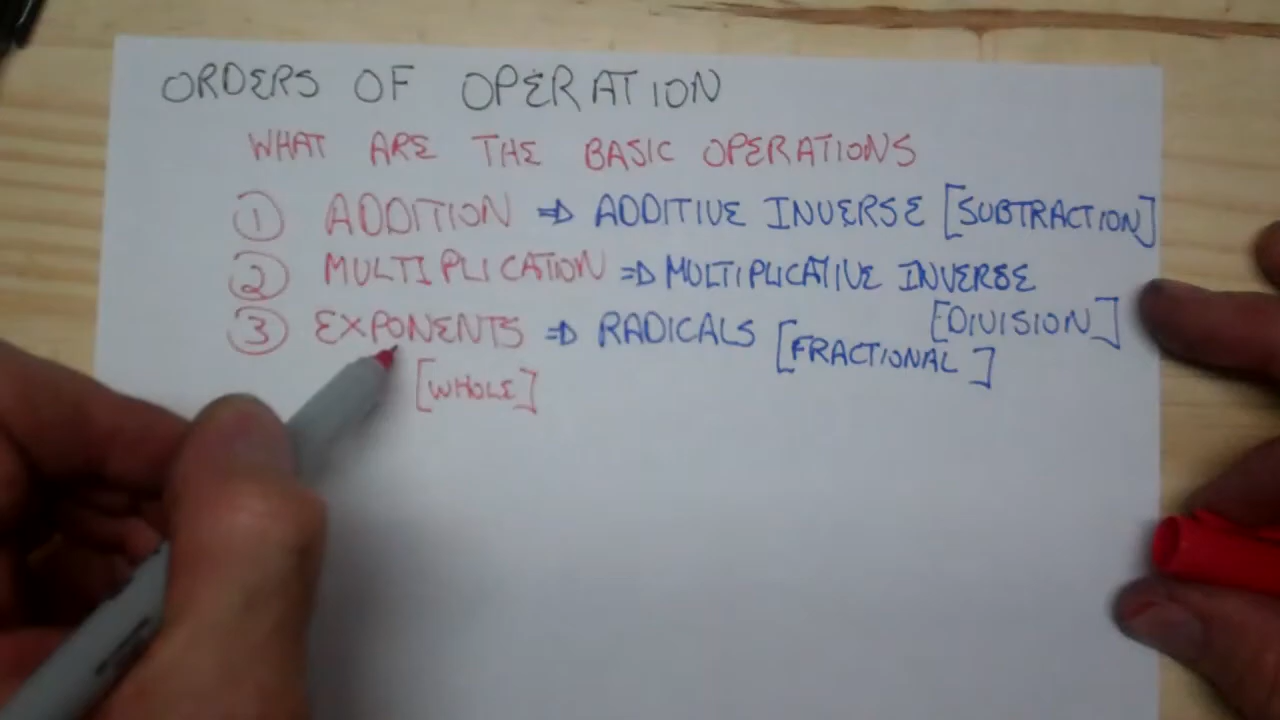 ORDERS OF OPERATION
WHAT ARE THE BASIC OPERATIONS
① ADDITION ⇒ ADDITIVE INVERSE [SUBTRACTION]
② MULTIPLICATION ⇒ MULTIPLICATIVE INVERSE
[DIVISION]
③ EXPONENTS ⇒ RADICALS [FRACTIONAL]
[WHOLE]